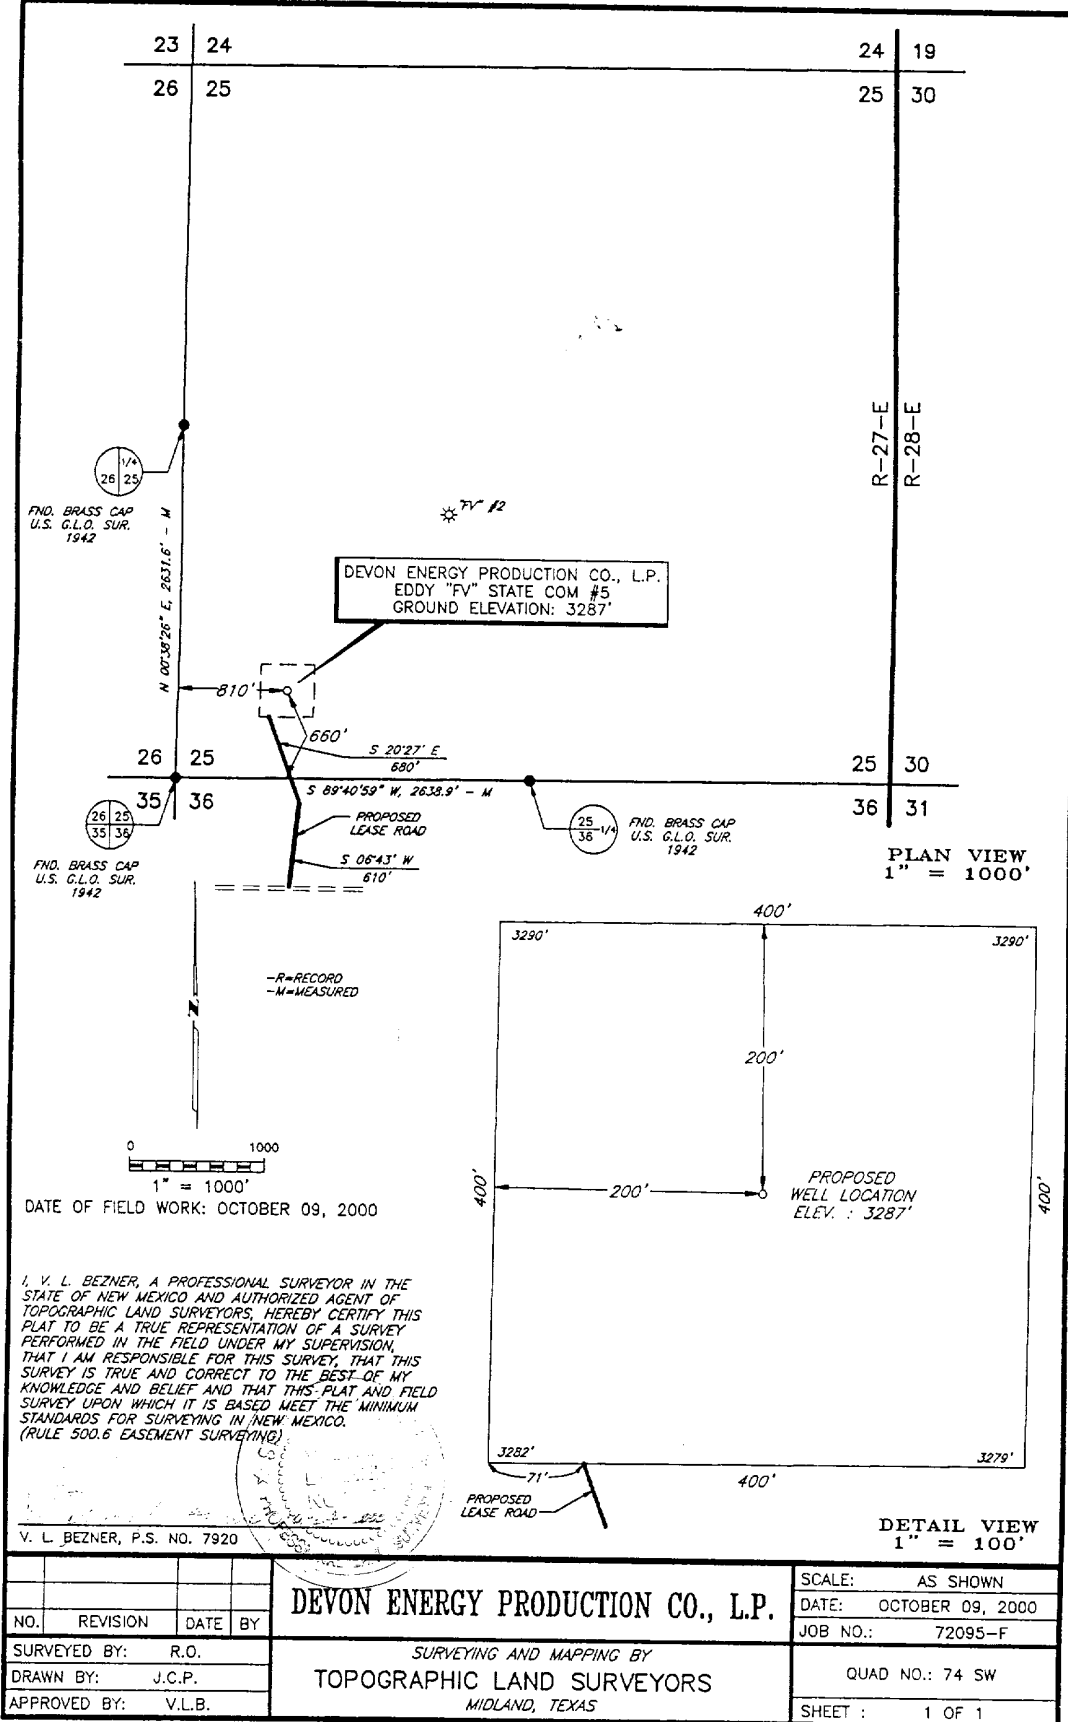 23 24
26 25
24 19
25 30
R-27-E
R-28-E
1/4
26 25
FND. BRASS CAP
U.S. G.L.O. SUR.
1942
N 00°38'26" E, 2631.6' - M
"FV" #2
DEVON ENERGY PRODUCTION CO., L.P.
EDDY "FV" STATE COM #5
GROUND ELEVATION: 3287'
810'
660'
S 20°27' E
680'
26 25
35 36
S 89°40'59" W, 2638.9' - M
25 30
36 31
26 25
35 36
FND. BRASS CAP
U.S. G.L.O. SUR.
1942
PROPOSED
LEASE ROAD
S 06°43' W
610'
25
36 1/4
FND. BRASS CAP
U.S. G.L.O. SUR.
1942
PLAN VIEW
1" = 1000'
-R=RECORD
-M=MEASURED
N
0 1000
1" = 1000'
DATE OF FIELD WORK: OCTOBER 09, 2000
400'
3290' 3290'
200'
400'
200'
PROPOSED
WELL LOCATION
ELEV. : 3287'
400'
3282' 3279'
71'
400'
PROPOSED
LEASE ROAD
DETAIL VIEW
1" = 100'
I, V. L. BEZNER, A PROFESSIONAL SURVEYOR IN THE
STATE OF NEW MEXICO AND AUTHORIZED AGENT OF
TOPOGRAPHIC LAND SURVEYORS, HEREBY CERTIFY THIS
PLAT TO BE A TRUE REPRESENTATION OF A SURVEY
PERFORMED IN THE FIELD UNDER MY SUPERVISION,
THAT I AM RESPONSIBLE FOR THIS SURVEY, THAT THIS
SURVEY IS TRUE AND CORRECT TO THE BEST OF MY
KNOWLEDGE AND BELIEF AND THAT THIS PLAT AND FIELD
SURVEY UPON WHICH IT IS BASED MEET THE MINIMUM
STANDARDS FOR SURVEYING IN NEW MEXICO.
(RULE 500.6 EASEMENT SURVEYING)
V. L. BEZNER, P.S. NO. 7920
NO. REVISION DATE BY
SURVEYED BY: R.O.
DRAWN BY: J.C.P.
APPROVED BY: V.L.B.
DEVON ENERGY PRODUCTION CO., L.P.
SURVEYING AND MAPPING BY
TOPOGRAPHIC LAND SURVEYORS
MIDLAND, TEXAS
SCALE: AS SHOWN
DATE: OCTOBER 09, 2000
JOB NO.: 72095-F
QUAD NO.: 74 SW
SHEET : 1 OF 1